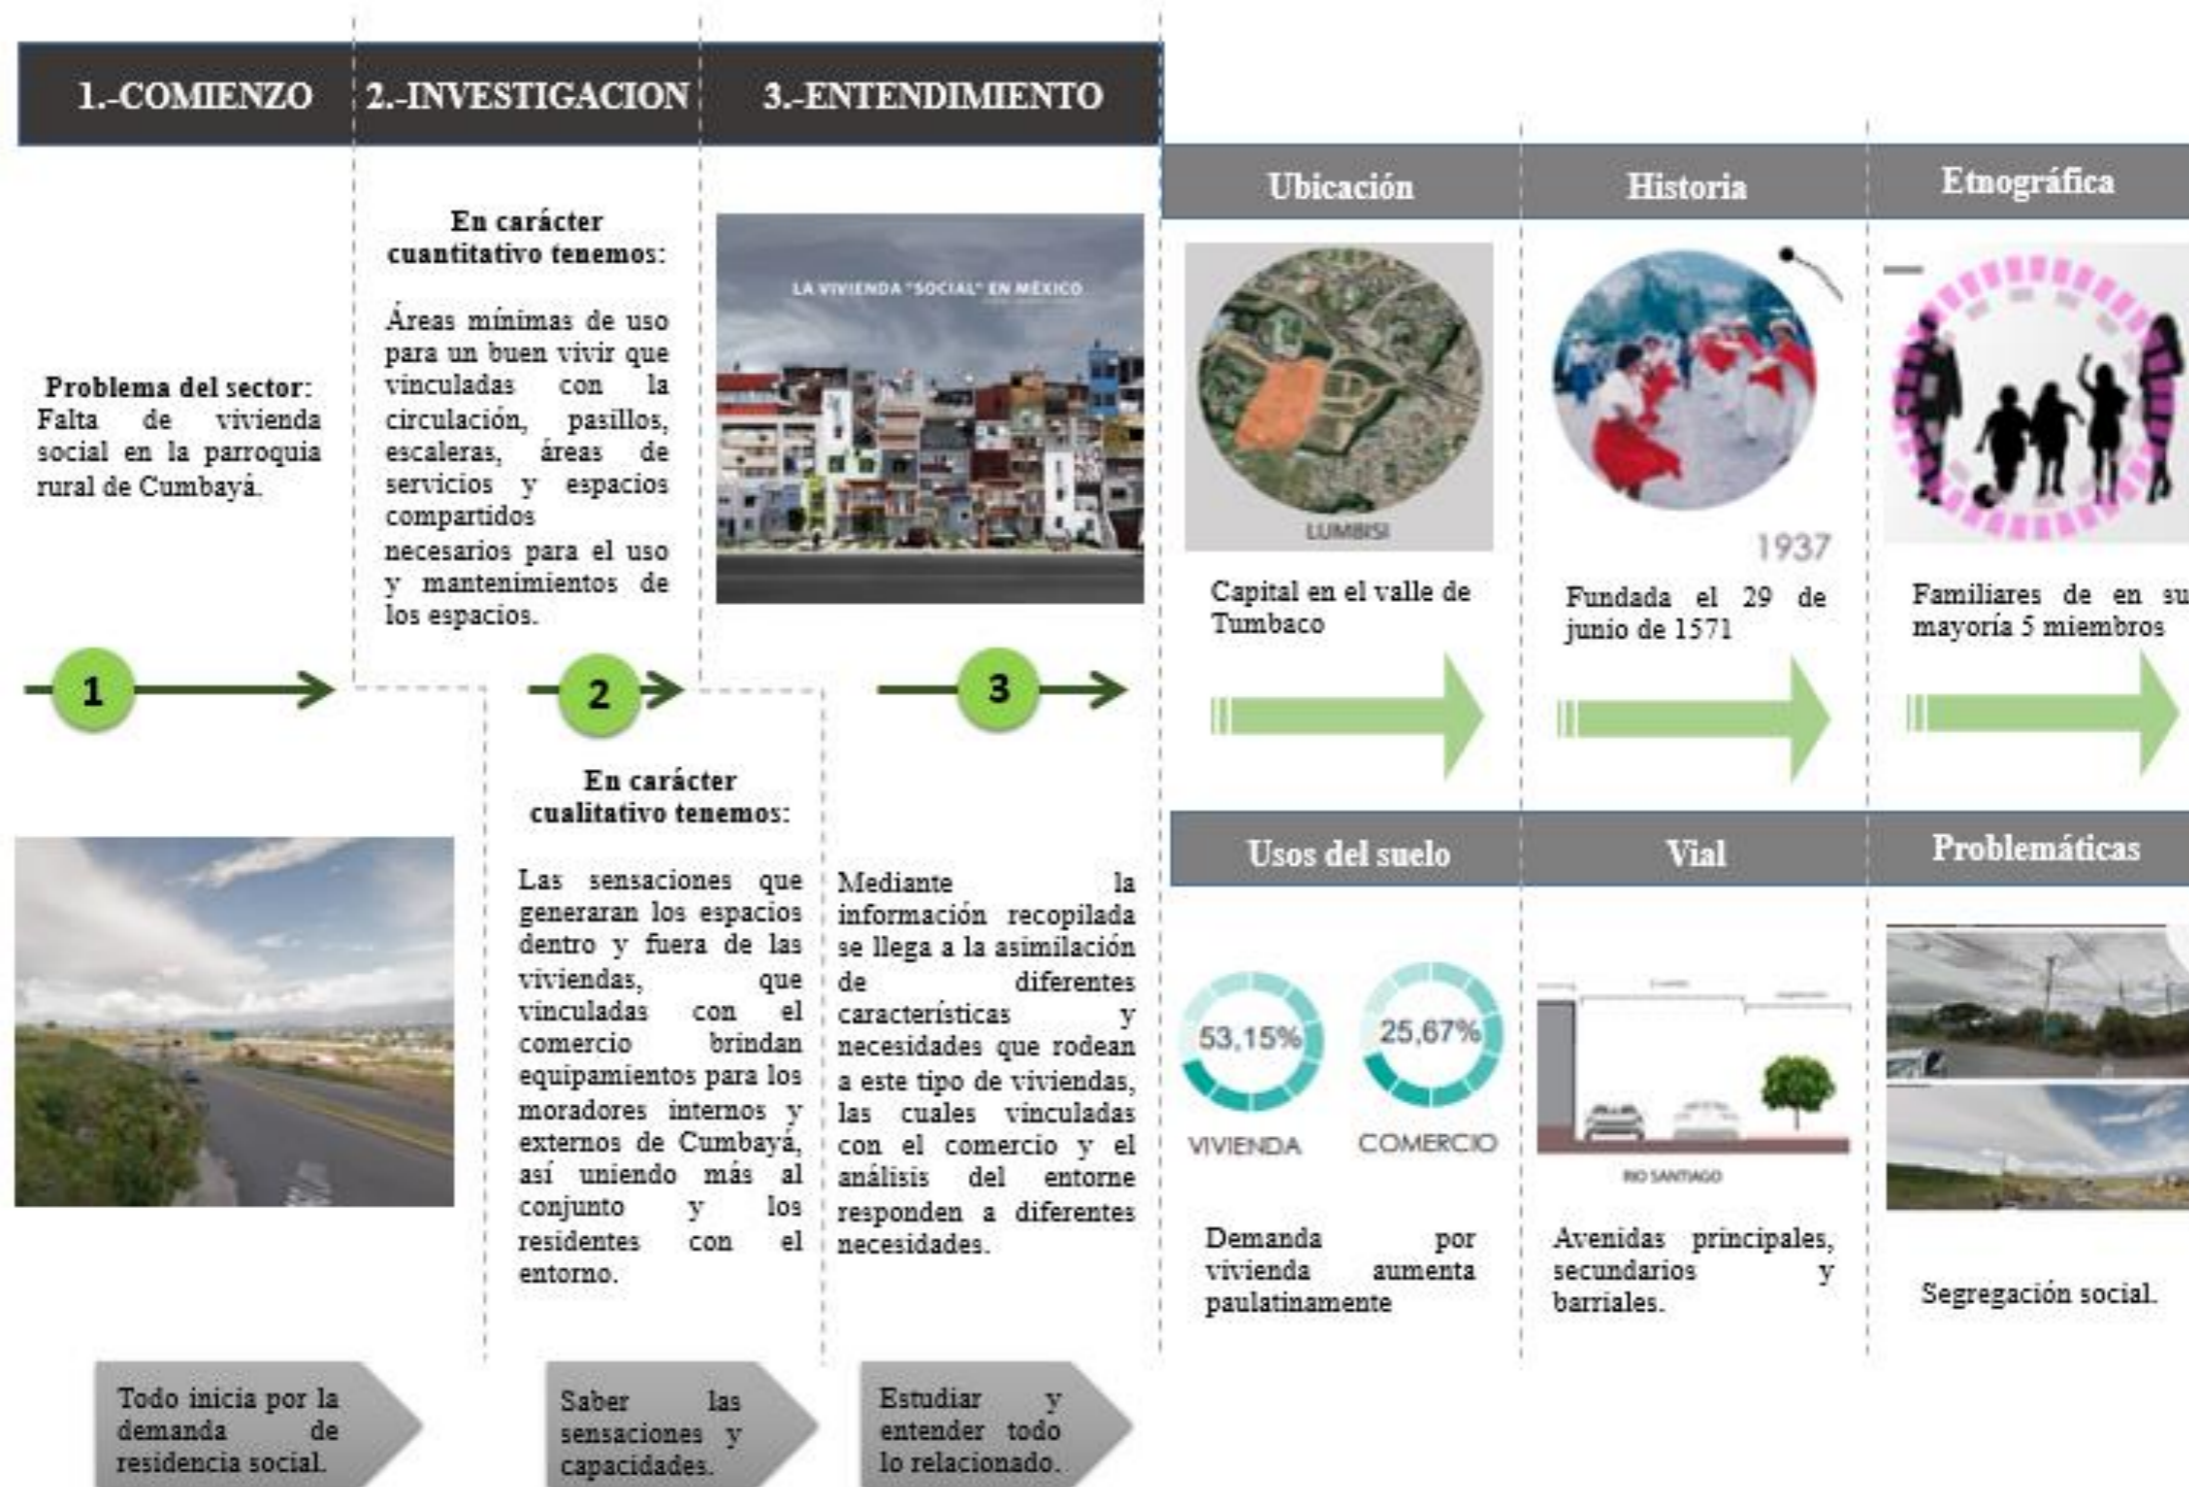 1.-COMIENZO
2.-INVESTIGACION
3.-ENTENDIMIENTO
Problema del sector:
Falta de vivienda
social en la parroquia
rural de Cumbayá.
1
Todo inicia por la
demanda de
residencia social.
En carácter
cuantitativo tenemos:
Áreas mínimas de uso
para un buen vivir que
vinculadas con la
circulación, pasillos,
escaleras, áreas de
servicios y espacios
compartidos
necesarios para el uso
y mantenimientos de
los espacios.
2
En carácter
cualitativo tenemos:
Las sensaciones que
generaran los espacios
dentro y fuera de las
viviendas, que
vinculadas con el
comercio brindan
equipamientos para los
moradores internos y
externos de Cumbayá,
así uniendo más al
conjunto y los
residentes con el
entorno.
Saber las
sensaciones y
capacidades.
LA VIVIENDA "SOCIAL" EN MÉXICO
3
Mediante la
información recopilada
se llega a la asimilación
de diferentes
características y
necesidades que rodean
a este tipo de viviendas,
las cuales vinculadas
con el comercio y el
análisis del entorne
responden a diferentes
necesidades.
Estudiar y
entender todo
lo relacionado.
Ubicación
LUMBISI
Capital en el valle de
Tumbaco
Historia
1937
Fundada el 29 de
junio de 1571
Etnográfica
Familiares de en su
mayoría 5 miembros
Usos del suelo
53,15%
VIVIENDA
25,67%
COMERCIO
Demanda por
vivienda aumenta
paulatinamente
Vial
RIO SANTIAGO
Avenidas principales,
secundarios y
barriales.
Problemáticas
Segregación social.